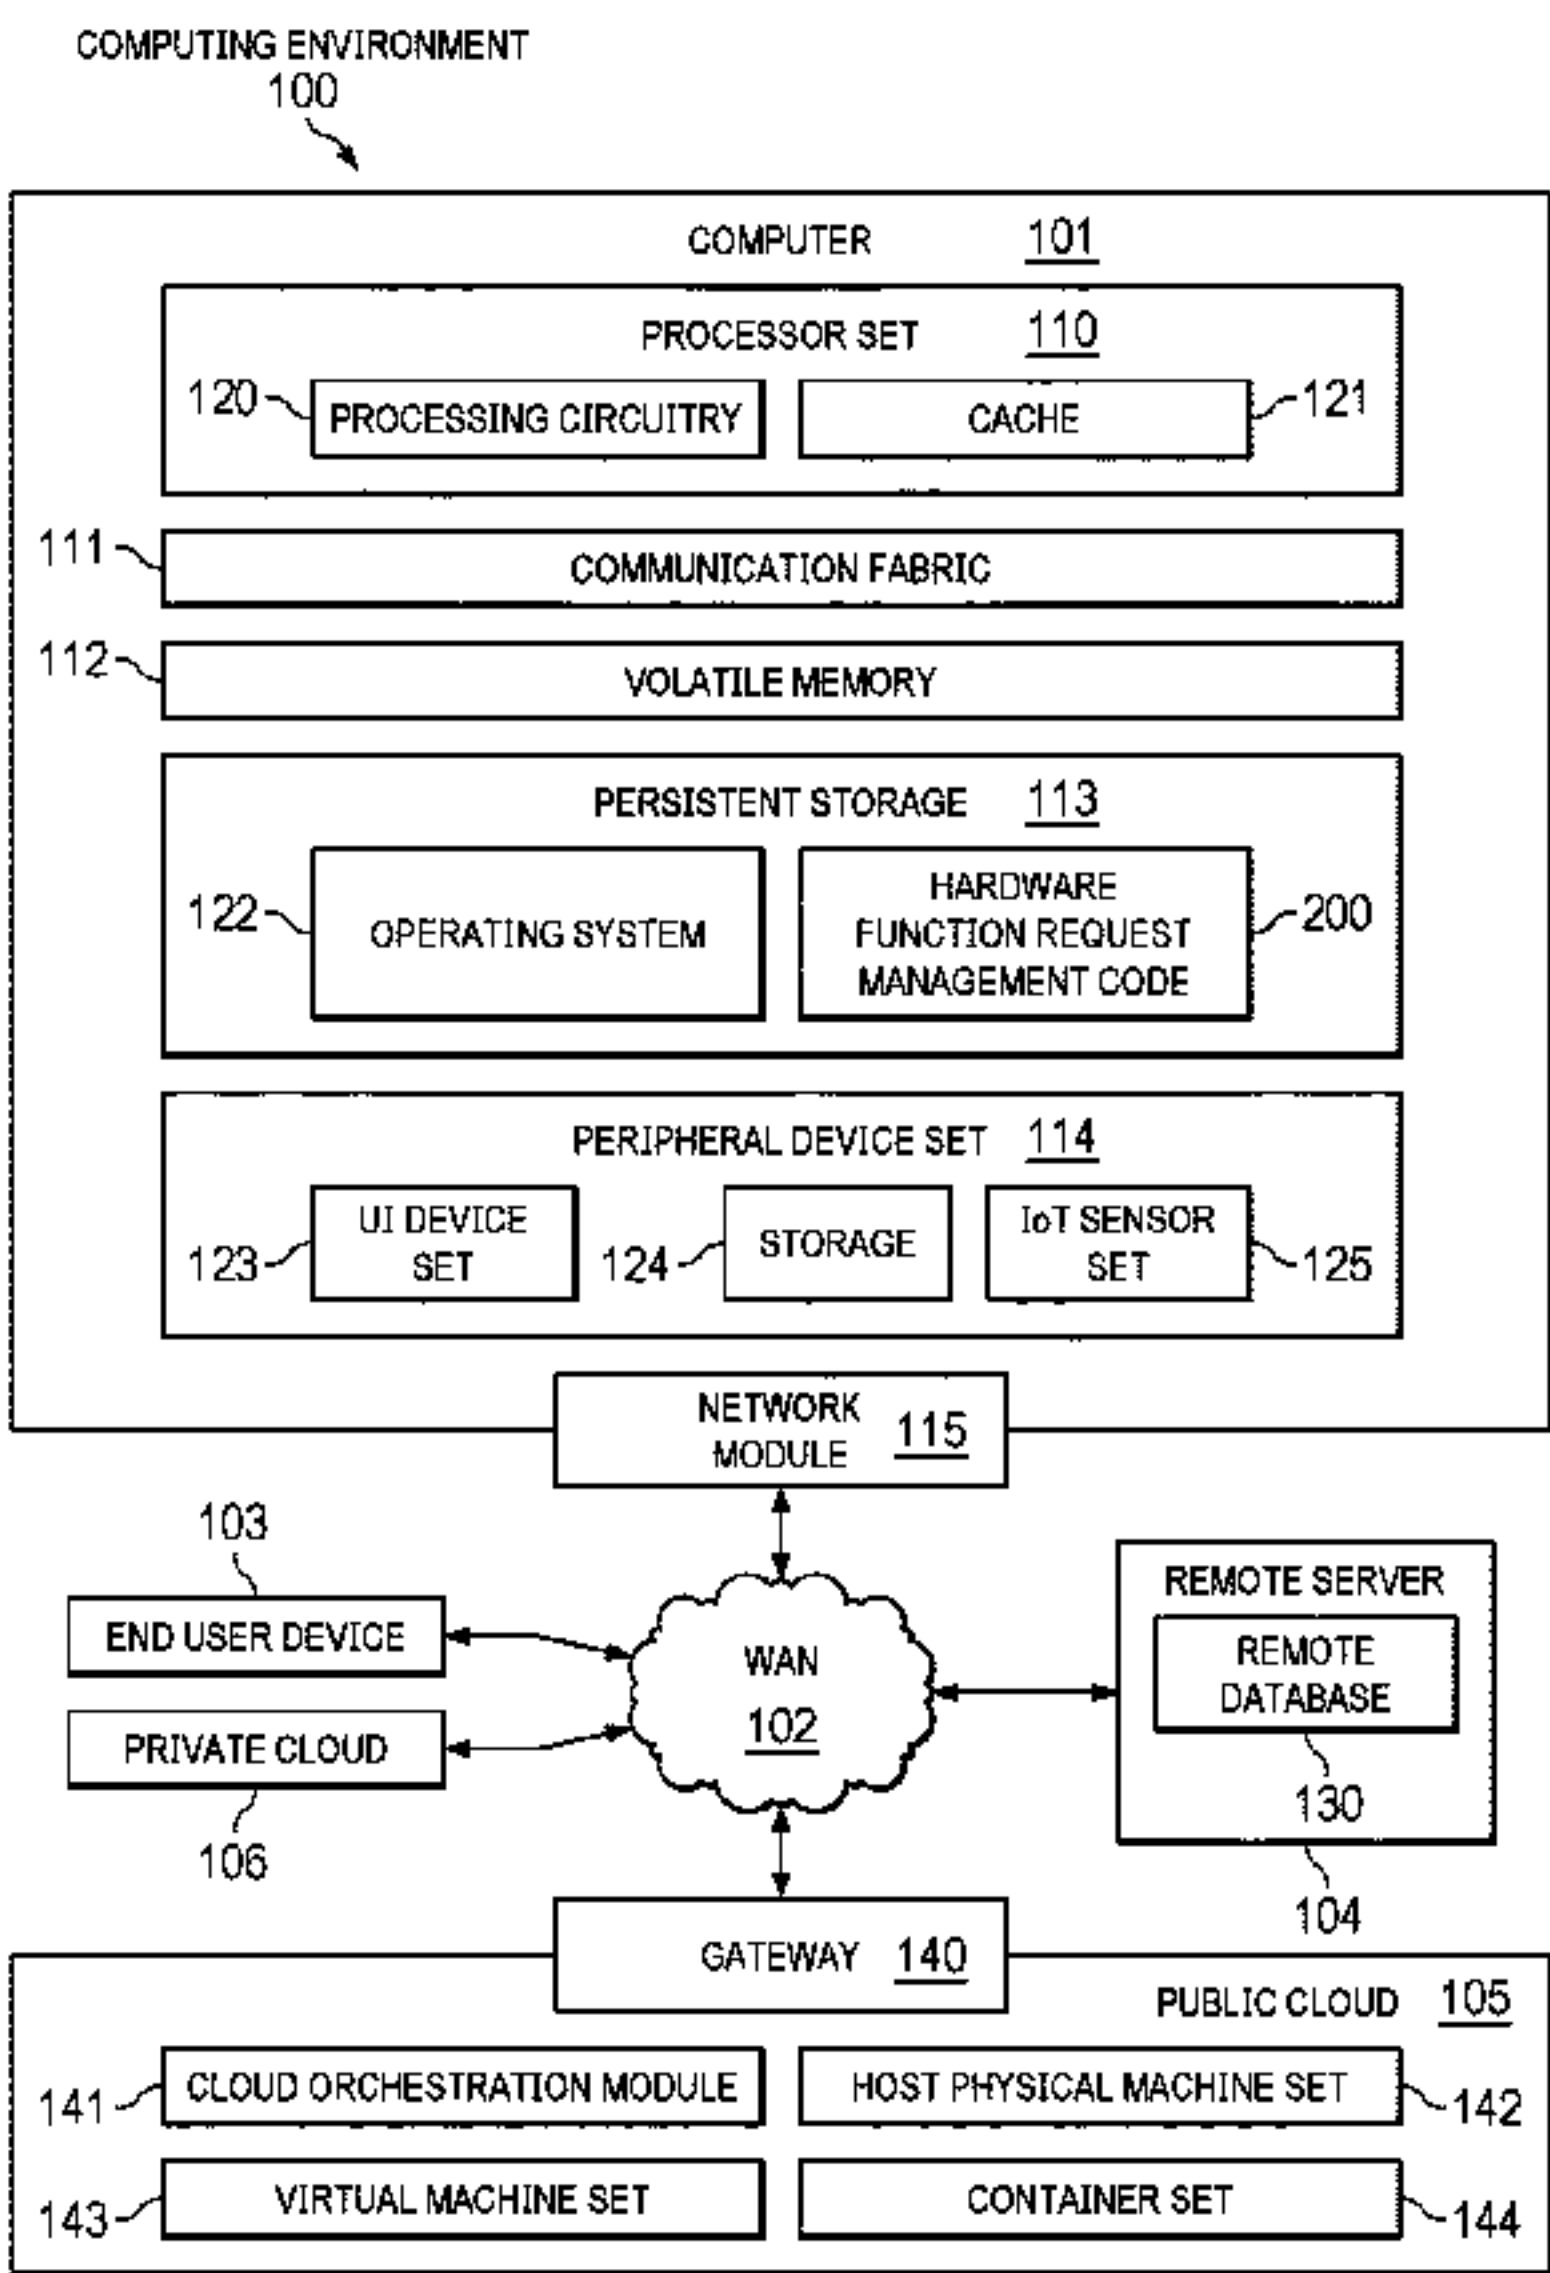 COMPUTING ENVIRONMENT
100
COMPUTER 101
PROCESSOR SET 110
120 PROCESSING CIRCUITRY CACHE 121
111 COMMUNICATION FABRIC
112 VOLATILE MEMORY
PERSISTENT STORAGE 113
122 OPERATING SYSTEM
HARDWARE
FUNCTION REQUEST
MANAGEMENT CODE
200
PERIPHERAL DEVICE SET 114
123
UI DEVICE
SET
124 STORAGE
IoT SENSOR
SET
125
NETWORK
MODULE
115
103
END USER DEVICE
PRIVATE CLOUD
106
WAN
102
REMOTE SERVER
REMOTE
DATABASE
130
104
GATEWAY 140
PUBLIC CLOUD 105
141 CLOUD ORCHESTRATION MODULE HOST PHYSICAL MACHINE SET 142
143 VIRTUAL MACHINE SET CONTAINER SET 144